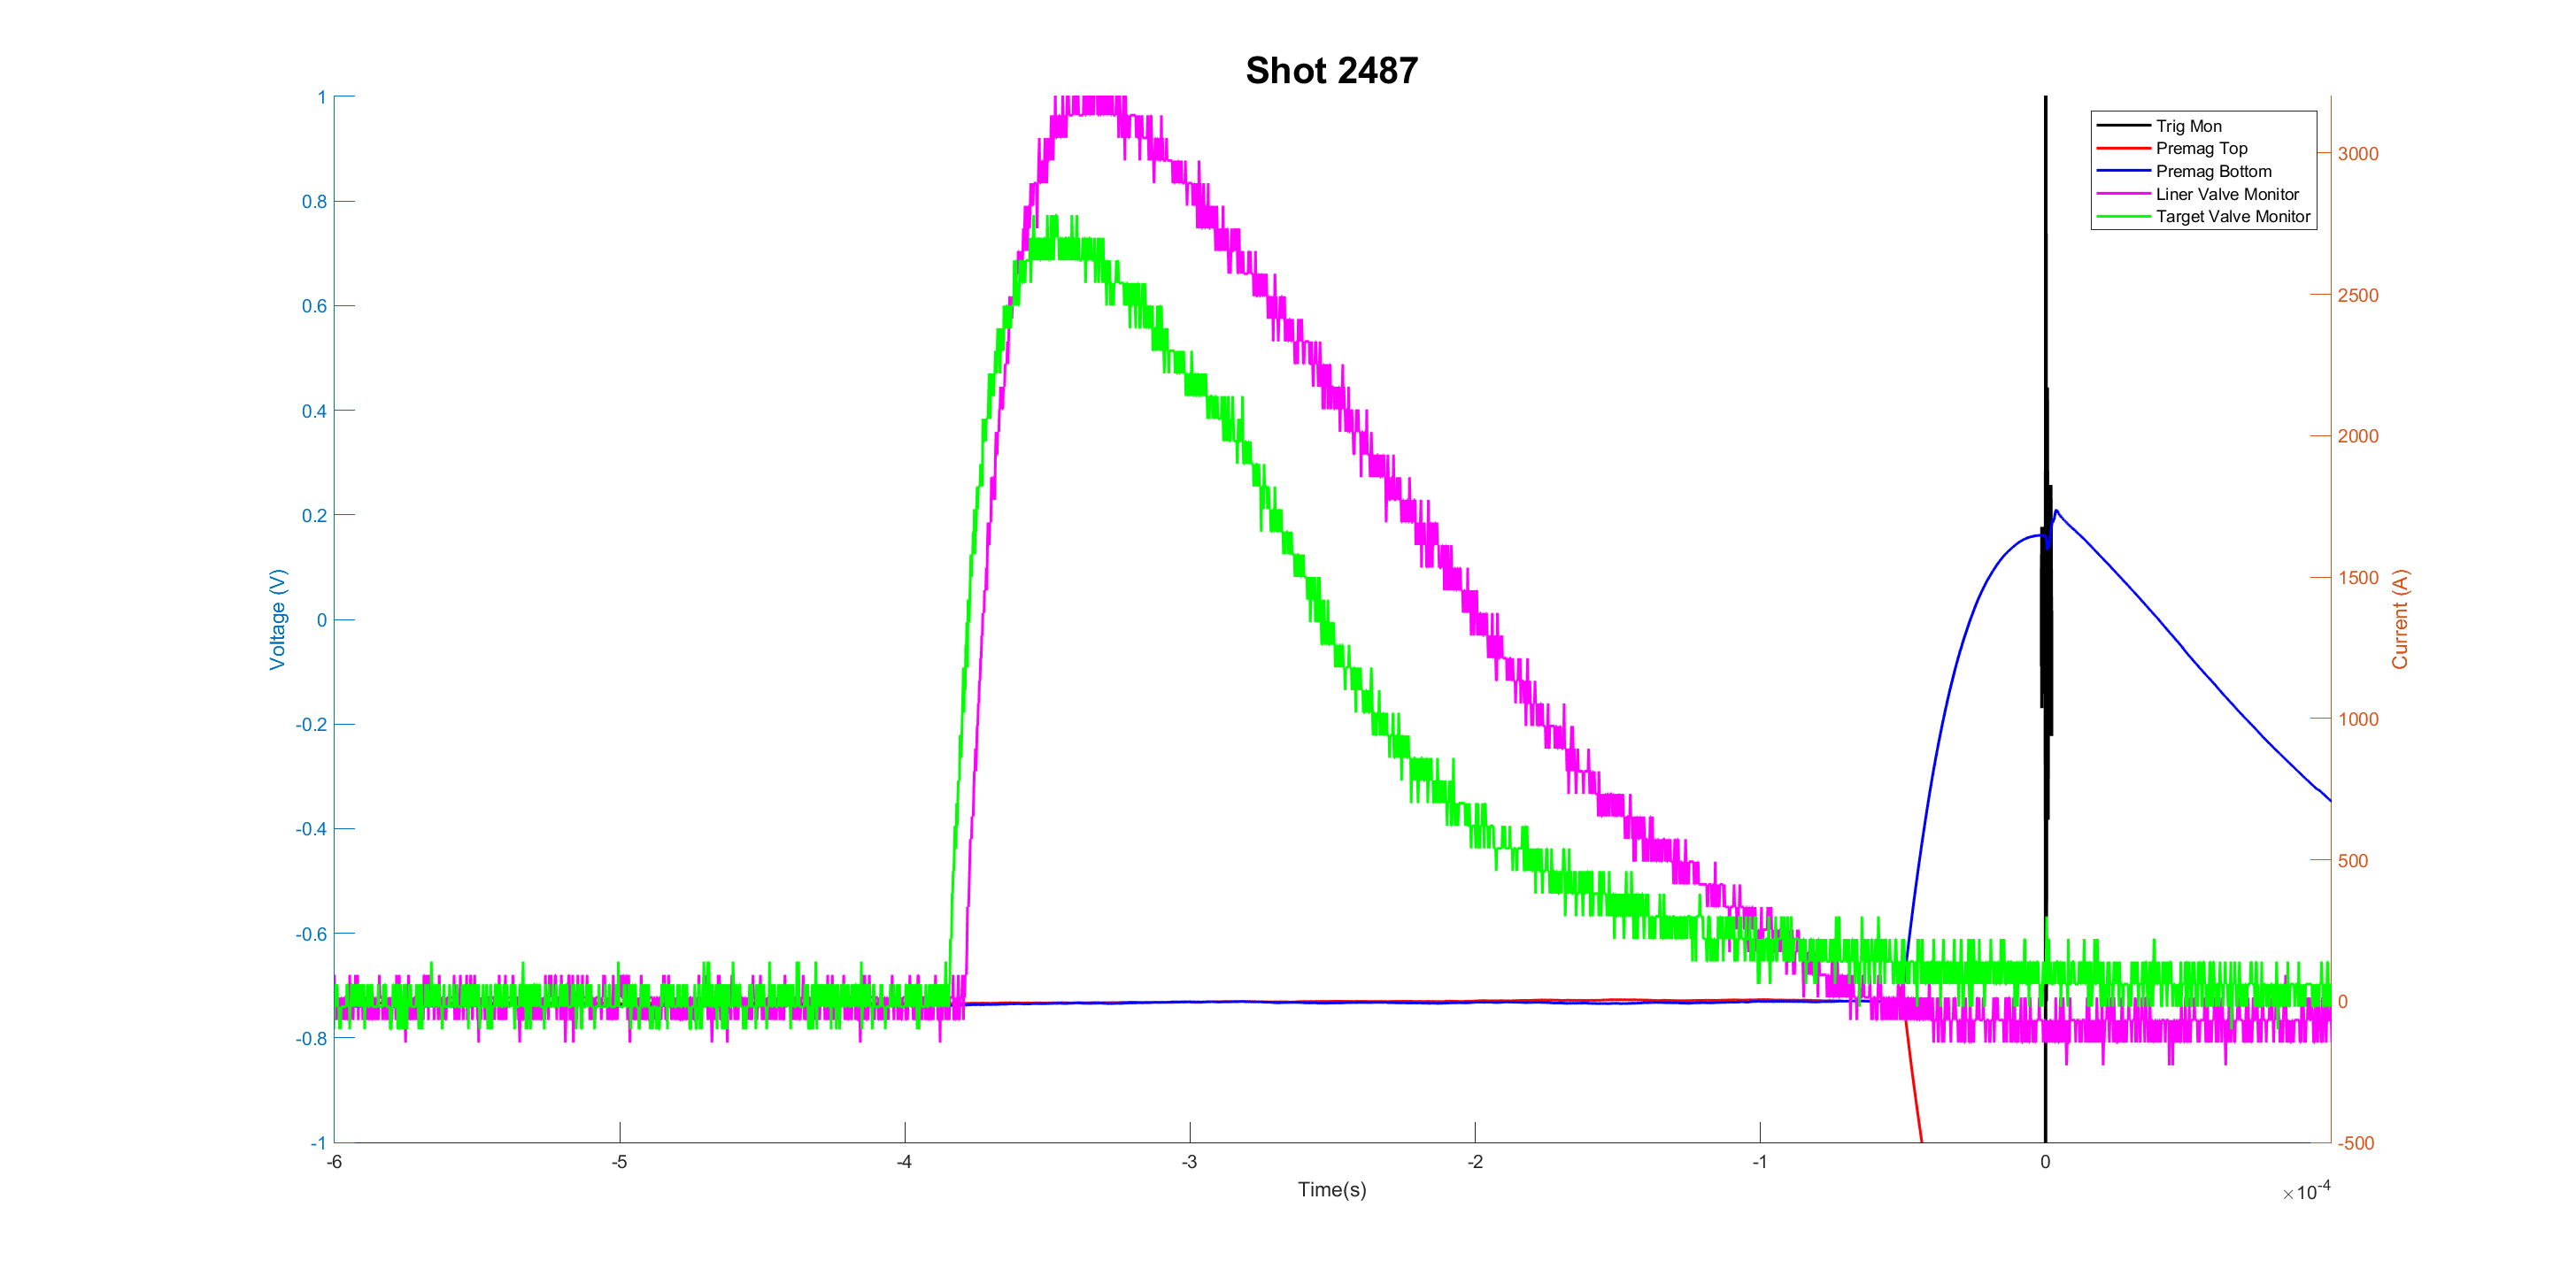 Shot 2487
1
0.8
0.6
0.4
0.2
0
-0.2
-0.4
-0.6
-0.8
-1
Voltage (V)
Trig Mon
Premag Top
Premag Bottom
Liner Valve Monitor
Target Valve Monitor
3000
2500
2000
1500
1000
500
0
-500
Current (A)
-6 -5 -4 -3 -2 -1 0
Time(s)
×10-4